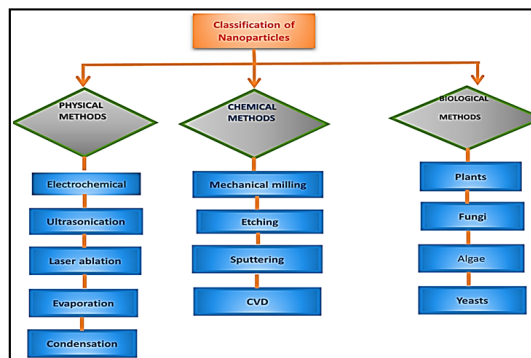 Classification of
Nanoparticles
PHYSICAL
METHODS
Electrochemical
Ultrasonication
Laser ablation
Evaporation
Condensation
CHEMICAL
METHODS
Mechanical milling
Etching
Sputtering
CVD
BIOLOGICAL
METHODS
Plants
Fungi
Algae
Yeasts